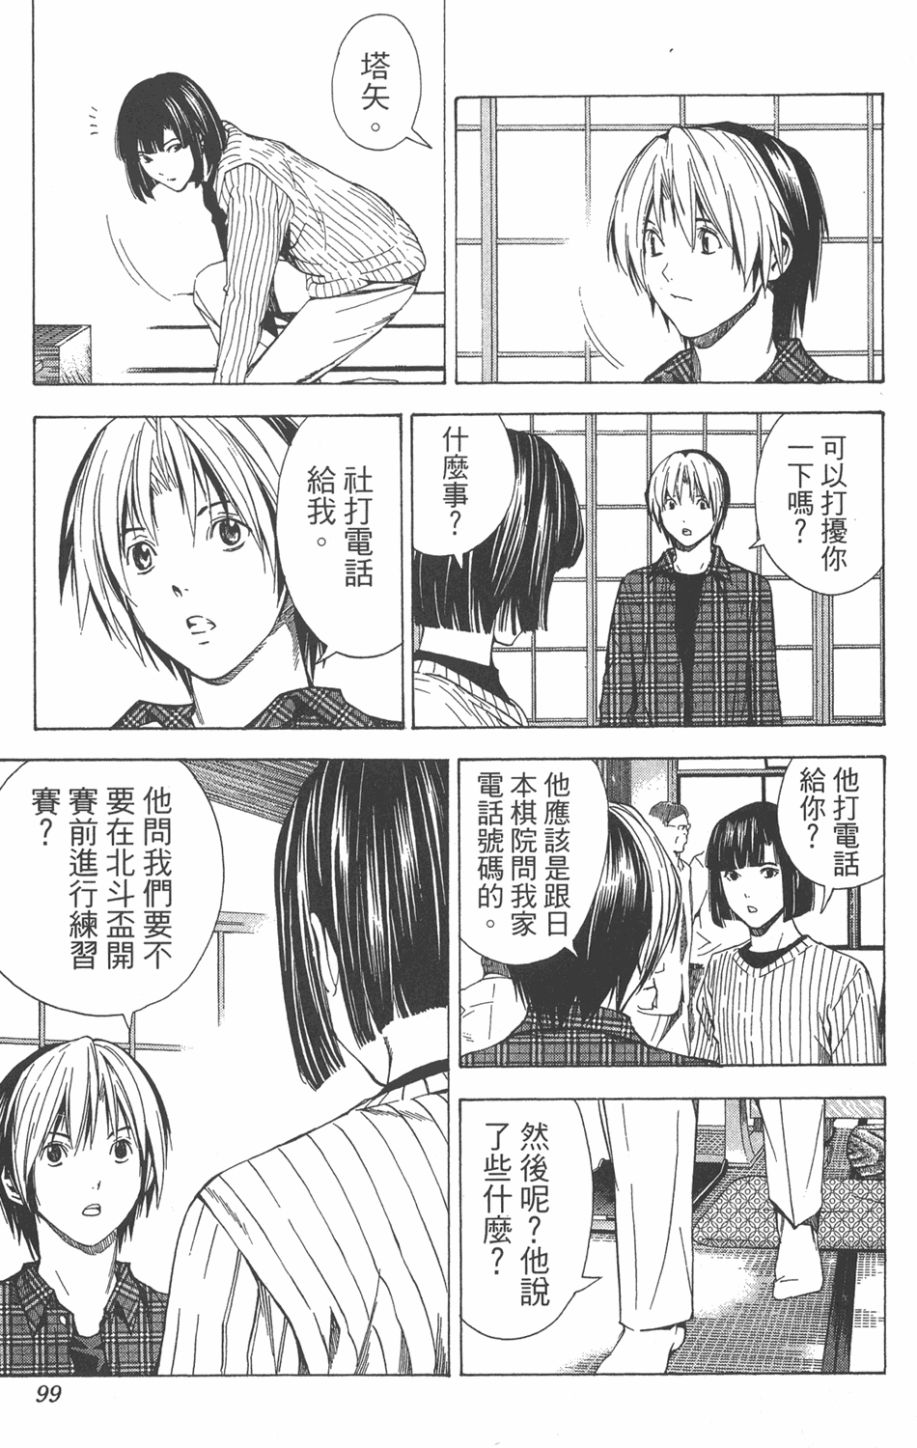 塔矢。
可以打擾你
一下嗎？
什麼事？
社打電話
給我。
他打電話
給你？
他應該是跟日
本棋院問我家
電話號碼的。
然後呢？他說
了些什麼？
他問我們要不
要在北斗盃開
賽前進行練習
賽？
99